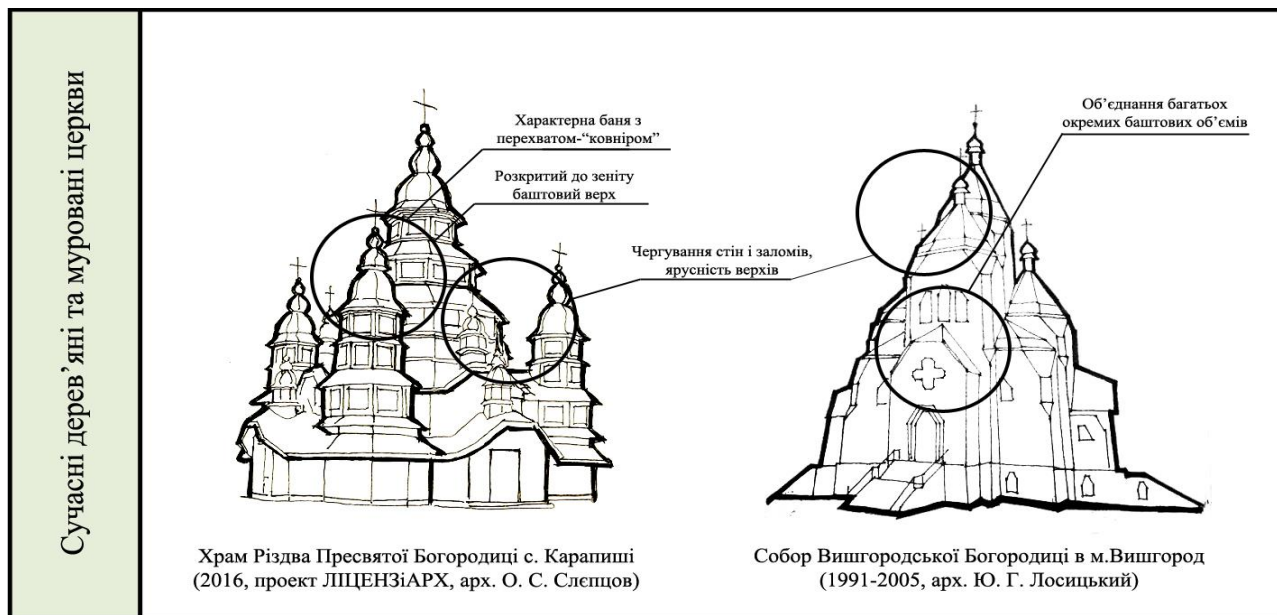 Сучасні дерев’яні та муровані церкви
Характерна баня з
перехватом-“ковніром”
Розкритий до зеніту
баштовий верх
Чергування стін і заломів,
ярусність верхів
Об’єднання багатьох
окремих баштових об’ємів
Храм Різдва Пресвятої Богородиці с. Карапиші
(2016, проект ЛІЦЕНЗіАРХ, арх. О. С. Слєпцов)
Собор Вишгородської Богородиці в м.Вишгород
(1991-2005, арх. Ю. Г. Лосицький)